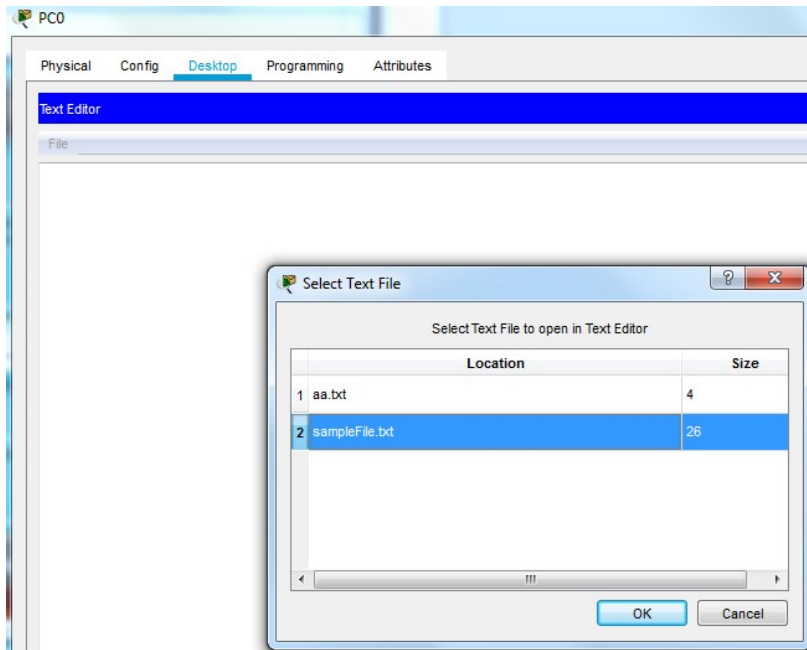 PC0
Physical Config Desktop Programming Attributes
Text Editor
File
Select Text File
Select Text File to open in Text Editor
Location Size
1 aa.txt 4
2 sampleFile.txt 26
OK Cancel